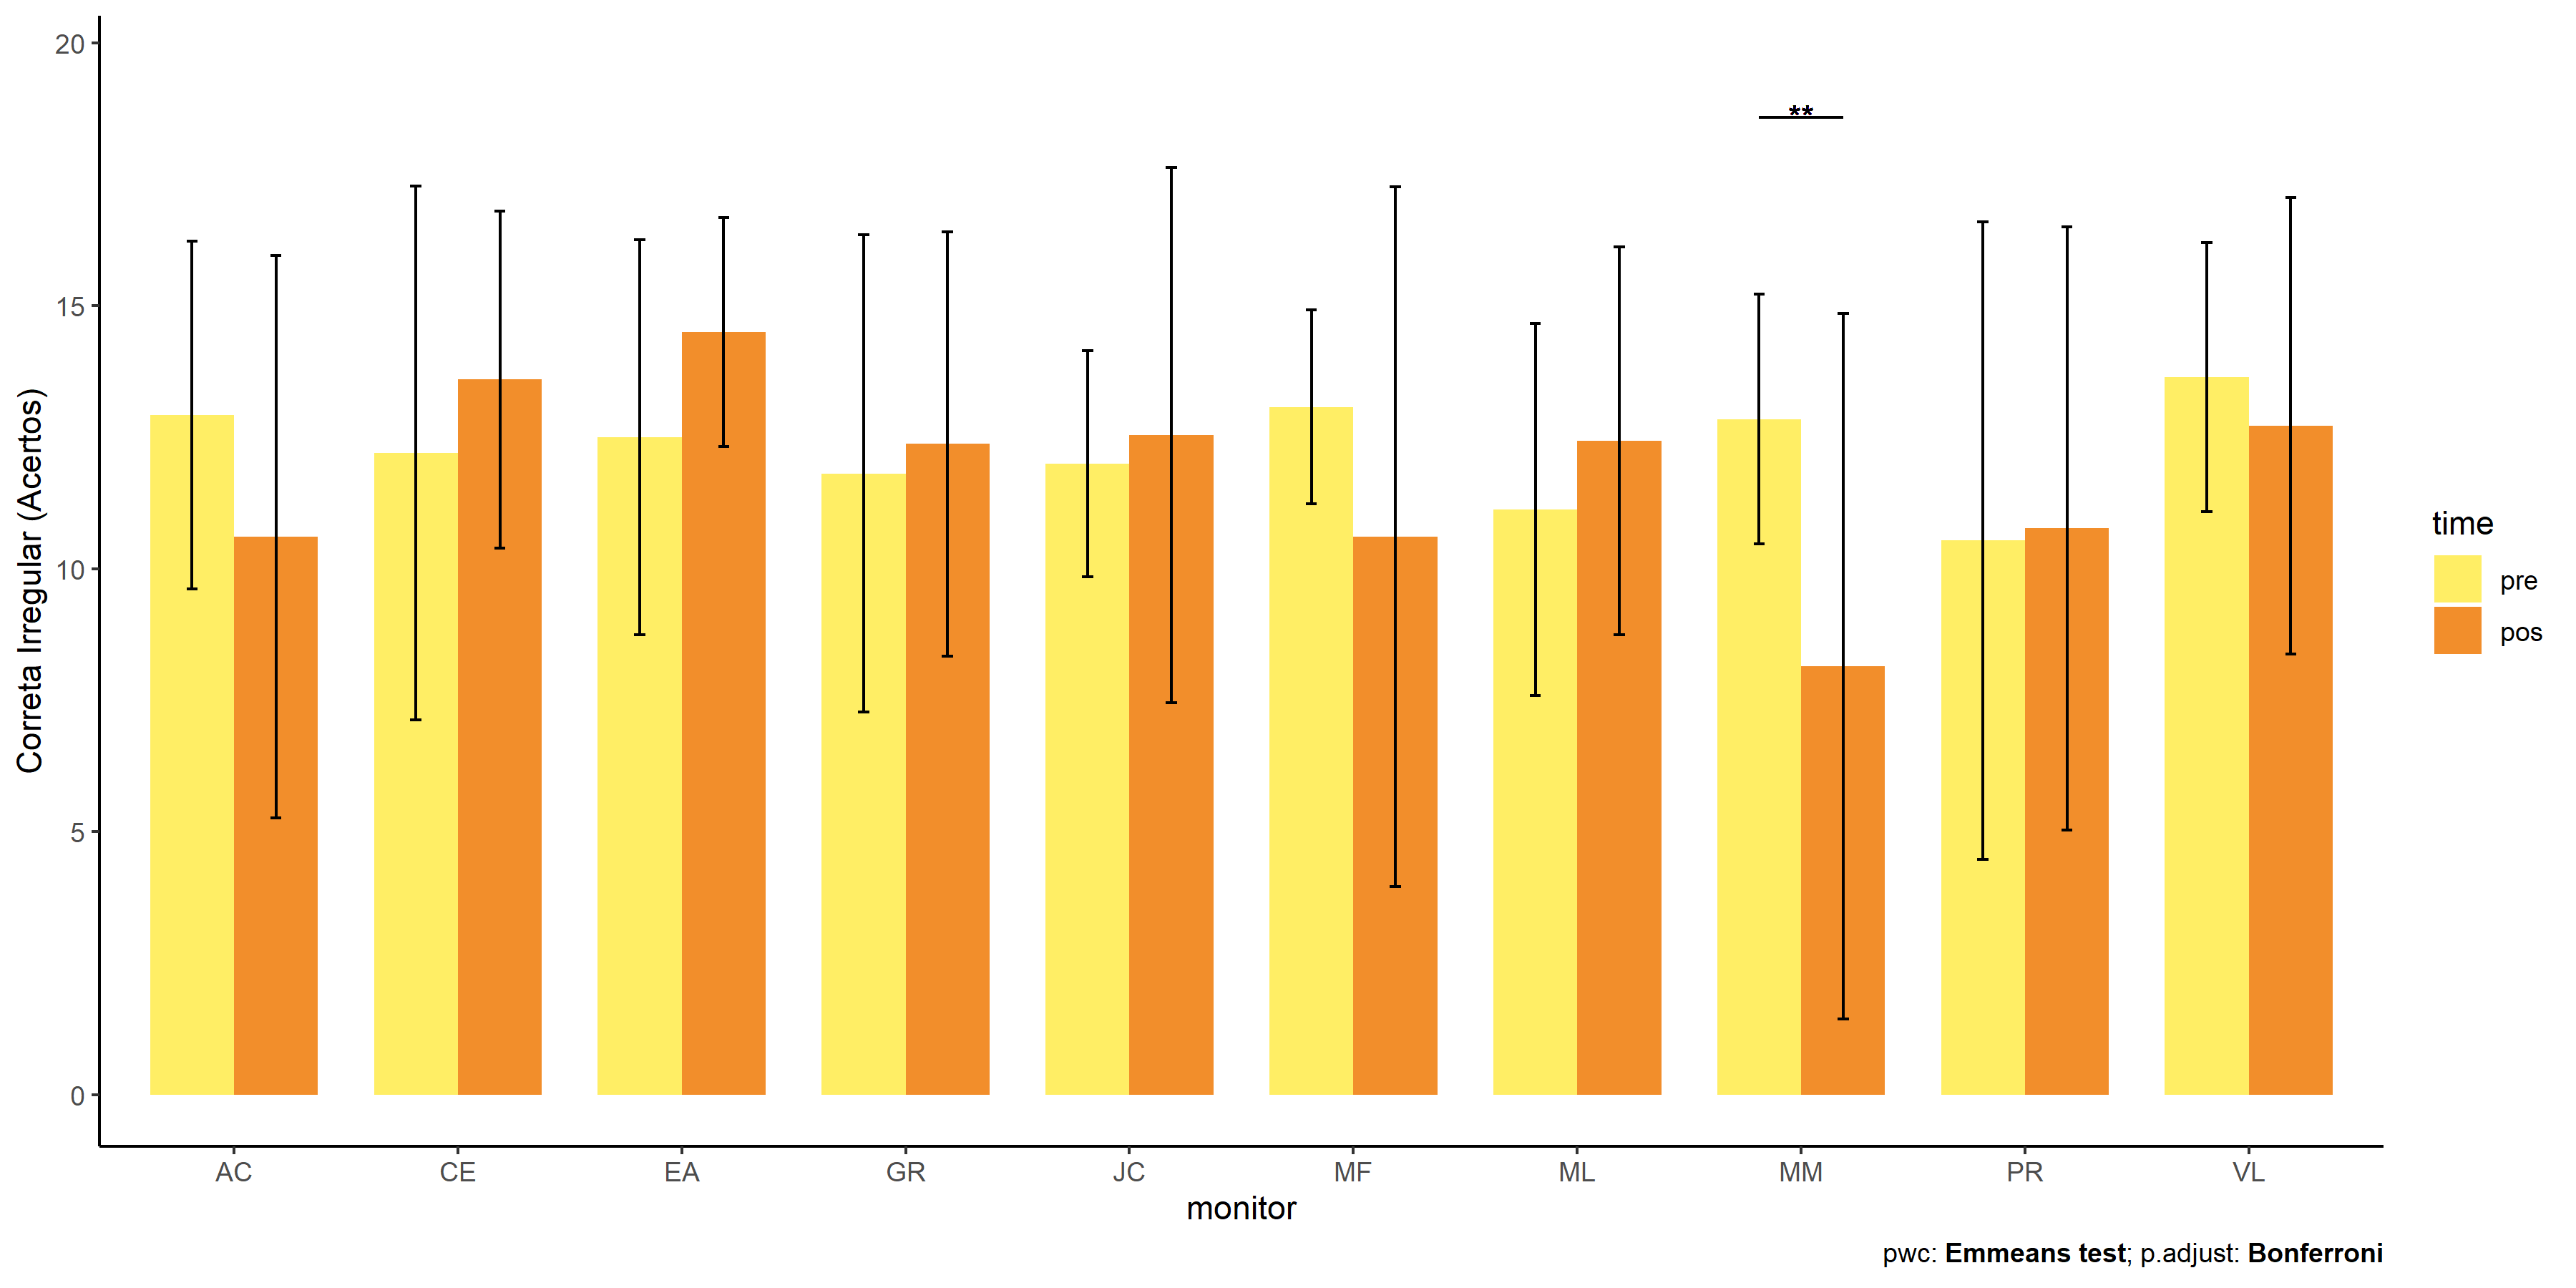 Correta Irregular (Acertos)
20
15
10
5
0
**
AC CE EA GR JC MF ML MM PR VL
monitor
time
pre
pos
pwc: Emmeans test; p.adjust: Bonferroni